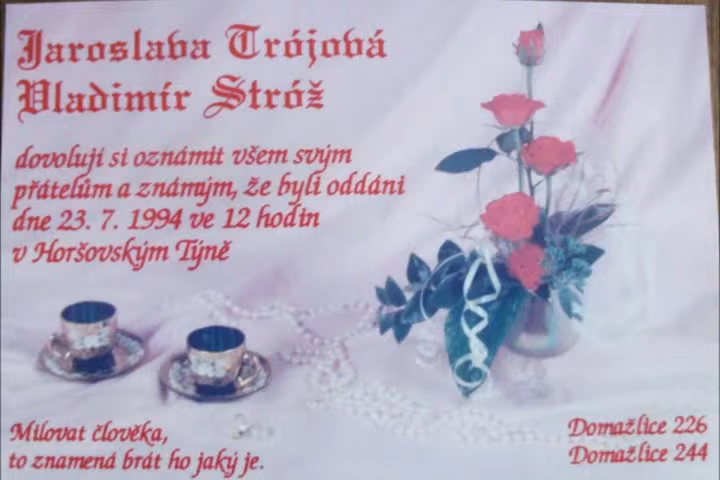 Jaroslava Trójová
Vladimír Stróž
dovolují si oznámit všem svým
přátelům a známým, že byli oddáni
dne 23. 7. 1994 ve 12 hodin
v Horšovským Týně
Milovat člověka,
to znamená brát ho jaký je.
Domažlice 226
Domažlice 244